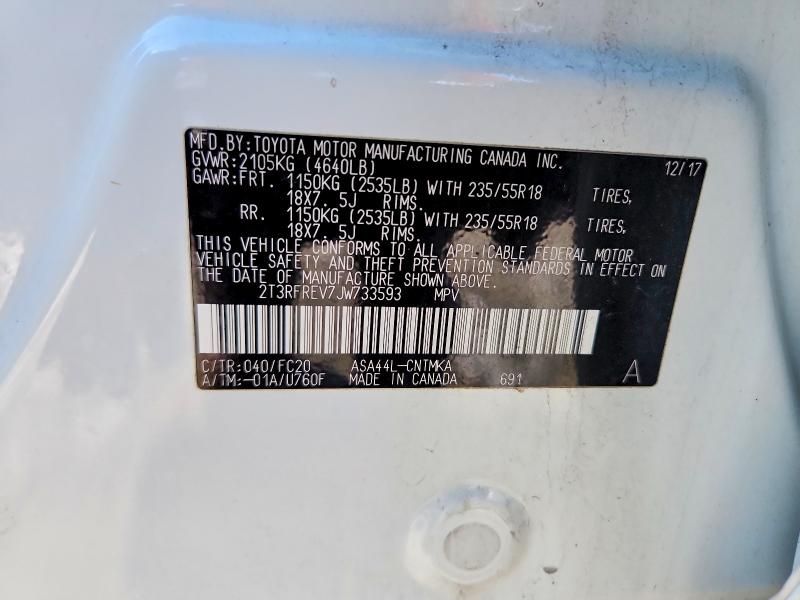 MFD.BY:TOYOTA MOTOR MANUFACTURING CANADA INC. 12/17
GVWR:2105KG (4640LB)
GAWR:FRT. 1150KG (2535LB) WITH 235/55R18 TIRES,
18X7. 5J RIMS.
RR. 1150KG (2535LB) WITH 235/55R18 TIRES,
18X7. 5J RIMS.
THIS VEHICLE CONFORMS TO ALL APPLICABLE FEDERAL MOTOR
VEHICLE SAFETY AND THEFT PREVENTION STANDARDS IN EFFECT ON
THE DATE OF MANUFACTURE SHOWN ABOVE.
2T3RFREV7JW733593 MPV
C/TR:040/FC20 ASA44L-CNTMKA
A/TM:-01A/U760F MADE IN CANADA 691 A